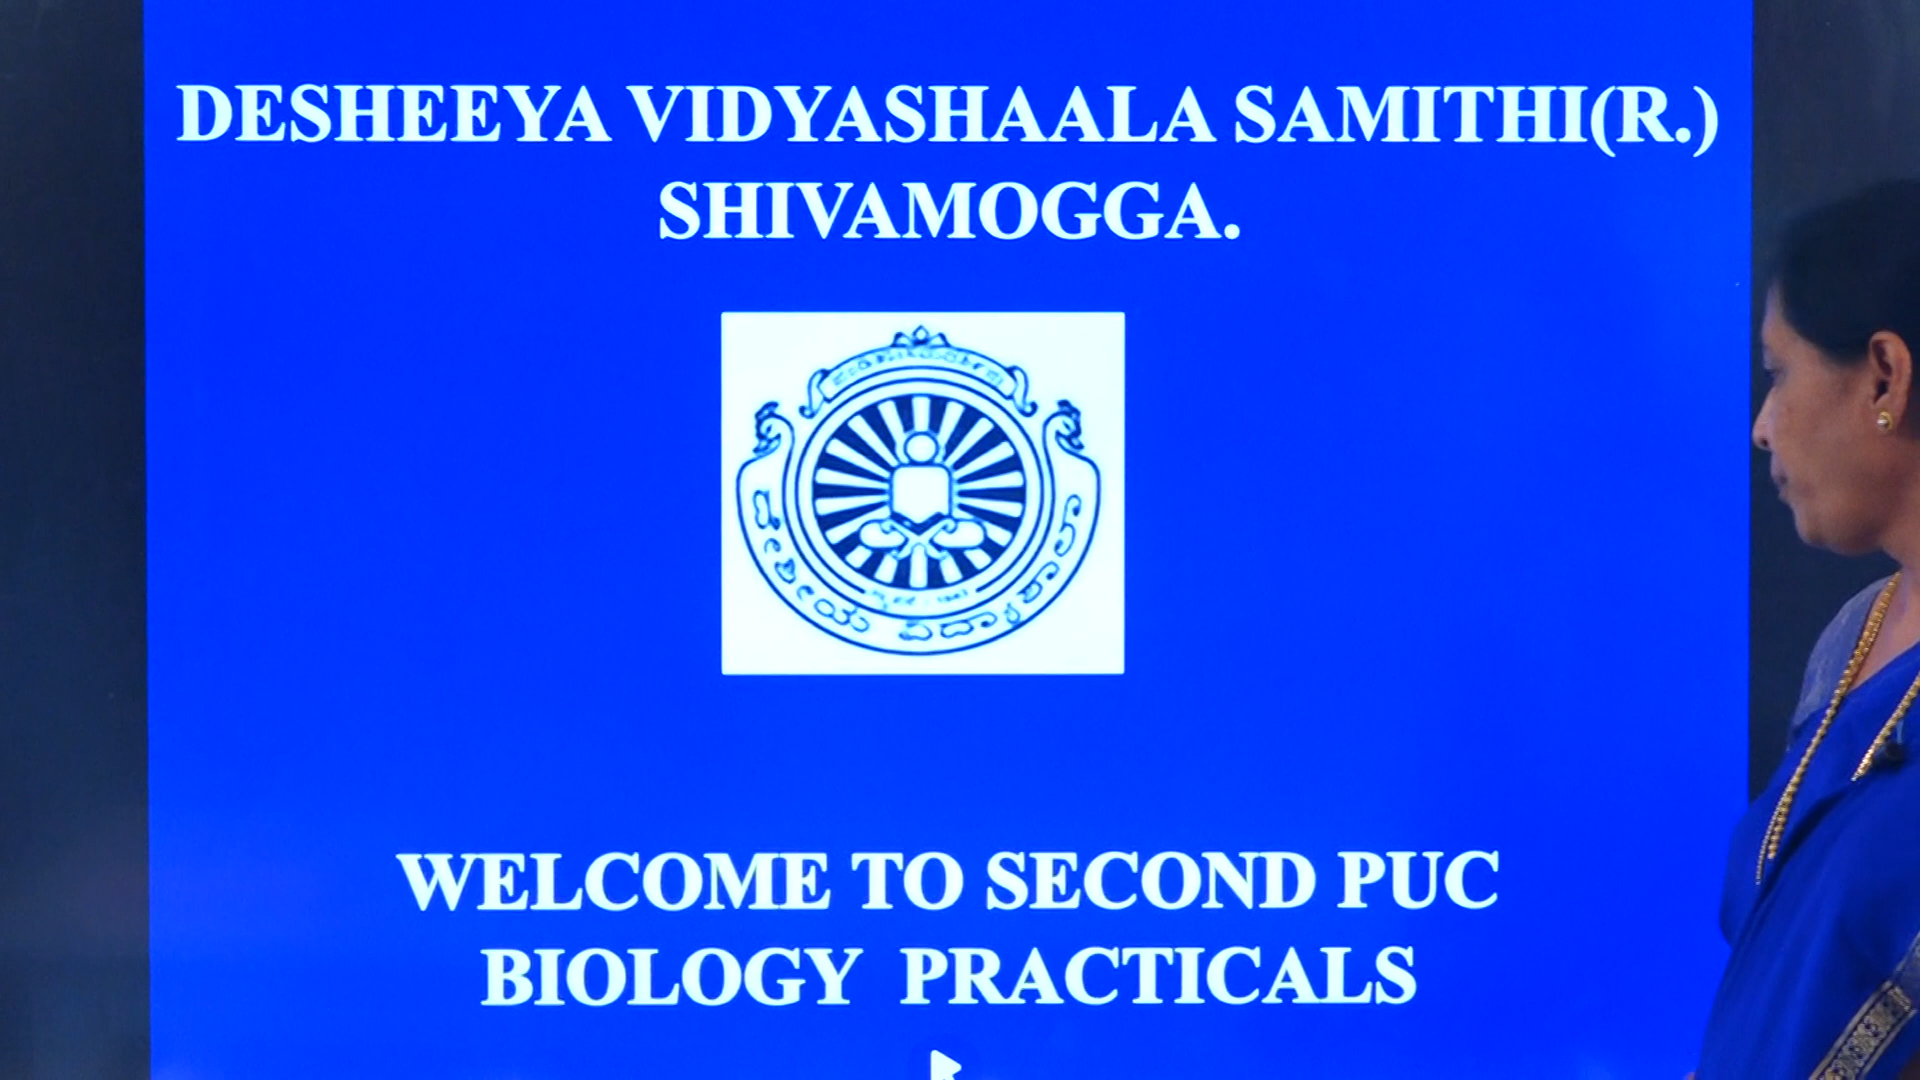 DESHEEYA VIDYASHAALA SAMITHI(R.)
SHIVAMOGGA.
ದೇಶೀಯ ವಿದ್ಯಾಶಾಲಾ
WELCOME TO SECOND PUC
BIOLOGY PRACTICALS